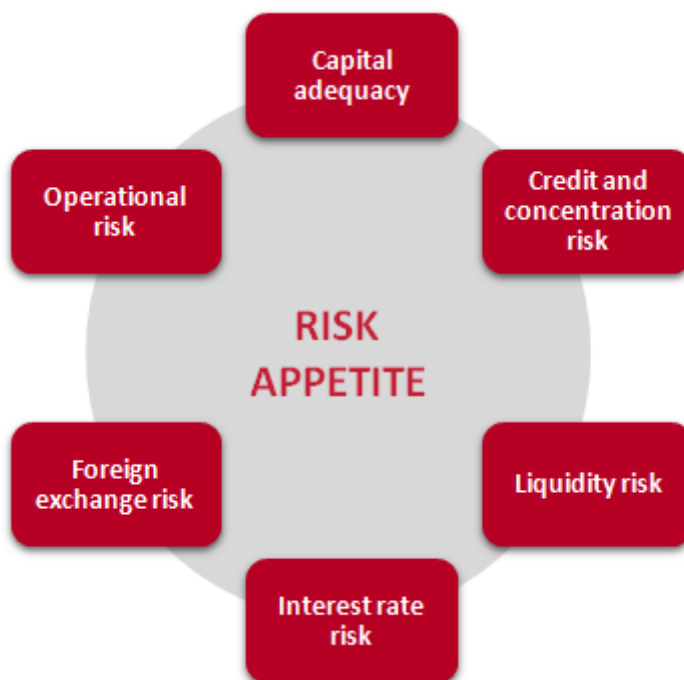 Capital
adequacy
Credit and
concentration
risk
Liquidity risk
Interest rate
risk
Foreign
exchange risk
Operational
risk
RISK
APPETITE